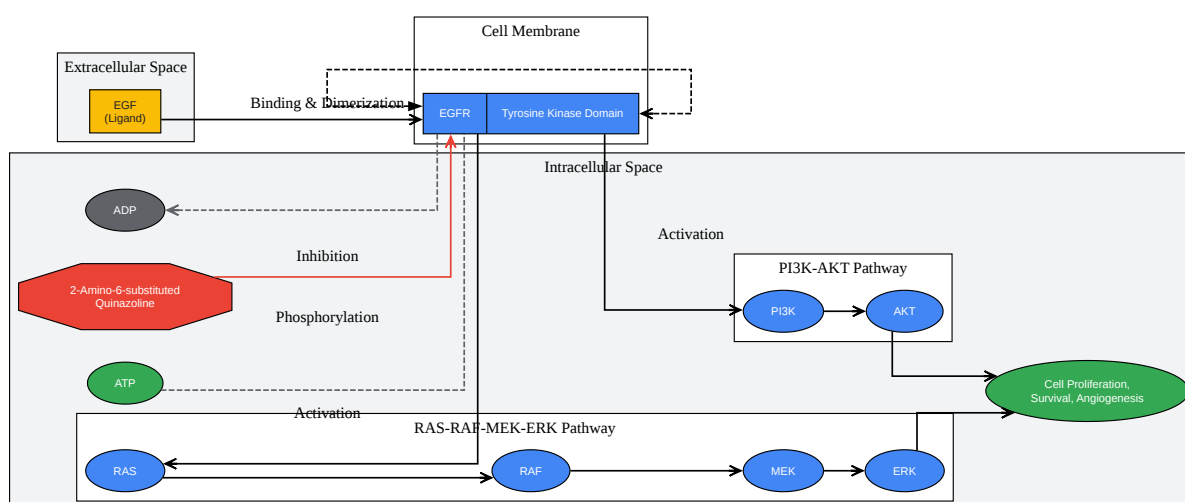 Cell Membrane
Extracellular Space
EGF
(Ligand)
Binding & Dimerization
EGFR
Tyrosine Kinase Domain
Intracellular Space
ADP
Activation
Inhibition
PI3K-AKT Pathway
2-Amino-6-substituted
Quinazoline
PI3K
AKT
Phosphorylation
ATP
Cell Proliferation,
Survival, Angiogenesis
Activation
RAS-RAF-MEK-ERK Pathway
RAS
RAF
MEK
ERK